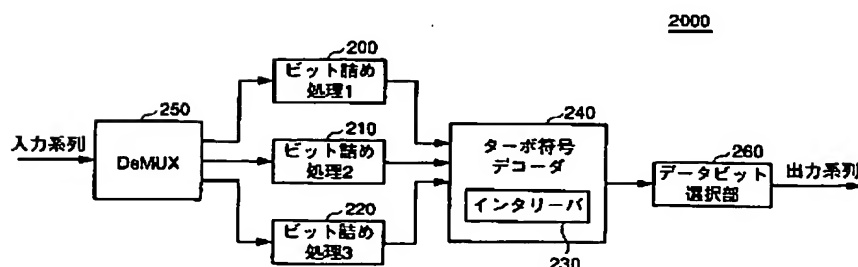 2000
200
ビット詰め
処理1
250
入力系列
DeMUX
210
ビット詰め
処理2
220
ビット詰め
処理3
240
ターボ符号
デコーダ
インタリーバ
230
260
データビット
選択部
出力系列